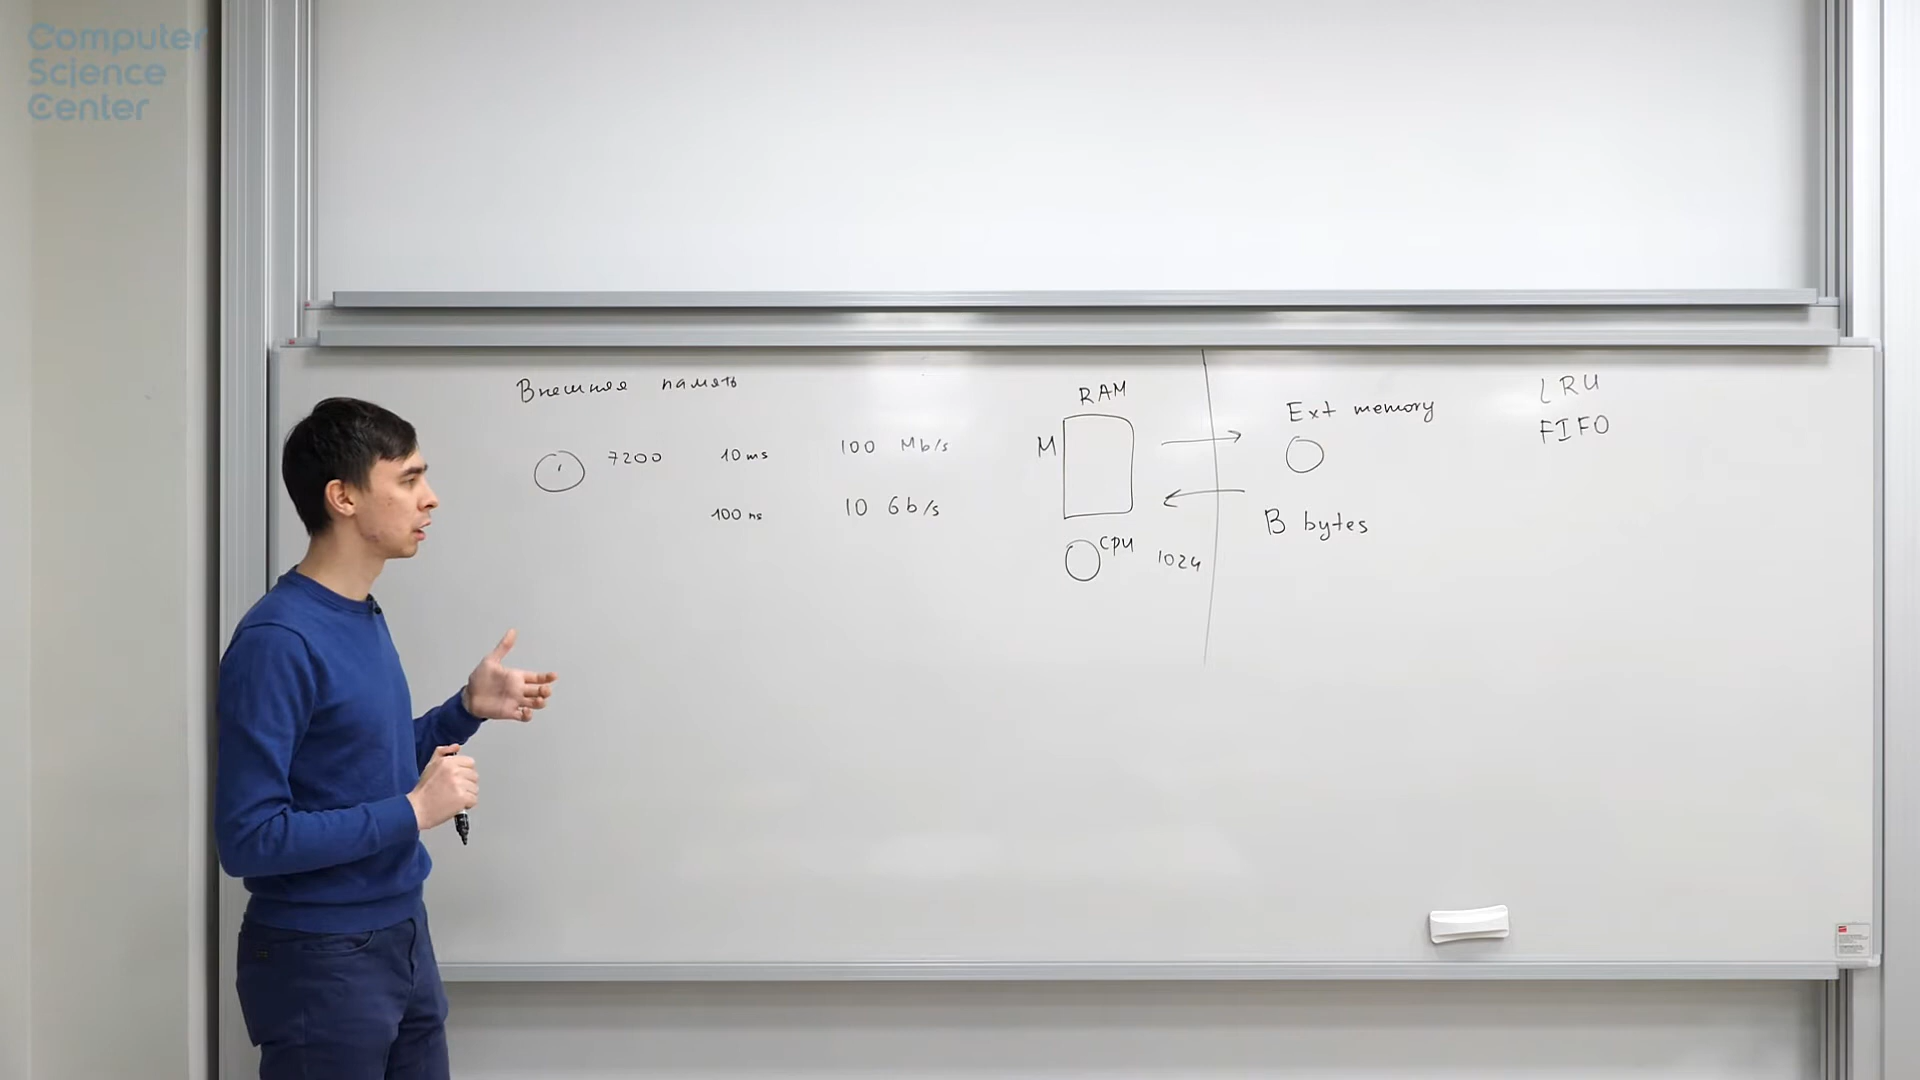 Computer
Science
Center
Внешняя память
7200 10 ms 100 Mb/s
100 ns 10 Gb/s
RAM
M
CPU 1024
Ext memory
B bytes
LRU
FIFO